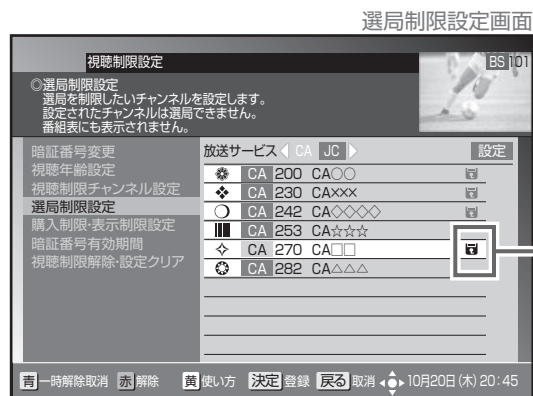 選局制限設定画面
視聴制限設定
BS 101
◎選局制限設定
選局を制限したいチャンネルを設定します。
設定されたチャンネルは選局できません。
番組表にも表示されません。
暗証番号変更
視聴年齢設定
視聴制限チャンネル設定
選局制限設定
購入制限・表示制限設定
暗証番号有効期間
視聴制限解除・設定クリア
放送サービス CA JC 設定
CA 200 CA○○
CA 230 CA×××
CA 242 CA◇◇◇◇
CA 253 CA☆☆☆
CA 270 CA□□
CA 282 CA△△△
青 一時解除取消 赤 解除 黄 使い方 決定 登録 戻る 取消 10月20日(木) 20:45